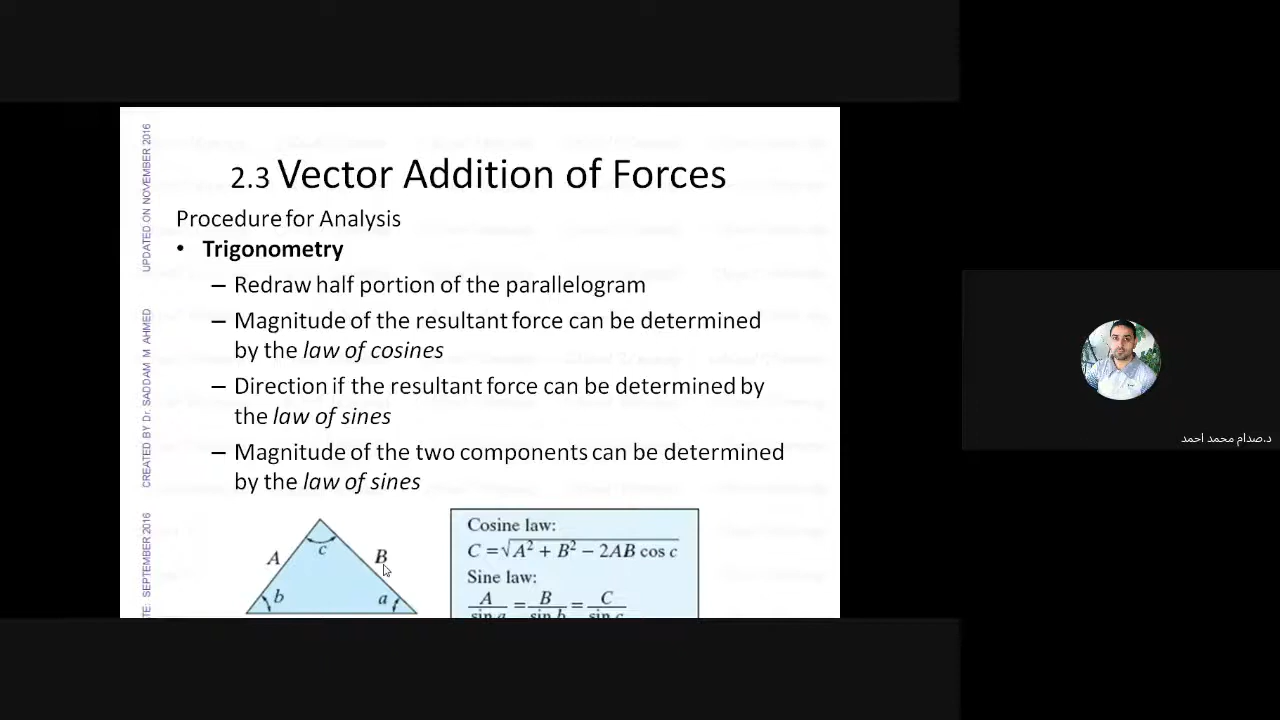 2.3 Vector Addition of Forces
Procedure for Analysis
• Trigonometry
– Redraw half portion of the parallelogram
– Magnitude of the resultant force can be determined
by the law of cosines
– Direction if the resultant force can be determined by
the law of sines
– Magnitude of the two components can be determined
by the law of sines
A
c
B
b
a
Cosine law:
C = √A² + B² − 2AB cos c
Sine law:
A/sin a = B/sin b = C/sin c
UPDATED ON NOVEMBER 2016
CREATED BY Dr. SADDAM M AHMED
TE: SEPTEMBER 2016
د.صدام محمد احمد